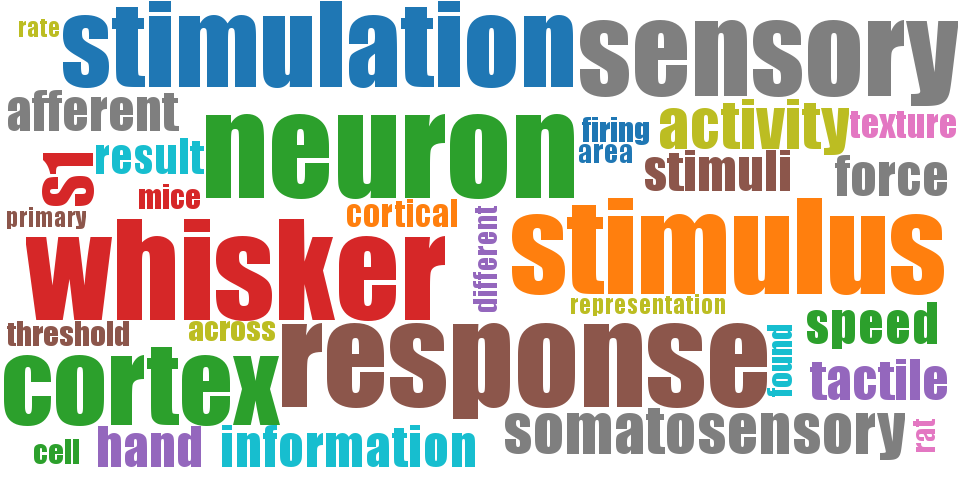 rate
stimulation
sensory
afferent
neuron
firing
activity
texture
area
result
S1
mice
stimuli
force
primary
cortical
different
whisker
stimulus
representation
threshold
across
response
found
speed
cortex
tactile
somatosensory
rat
cell
hand
information